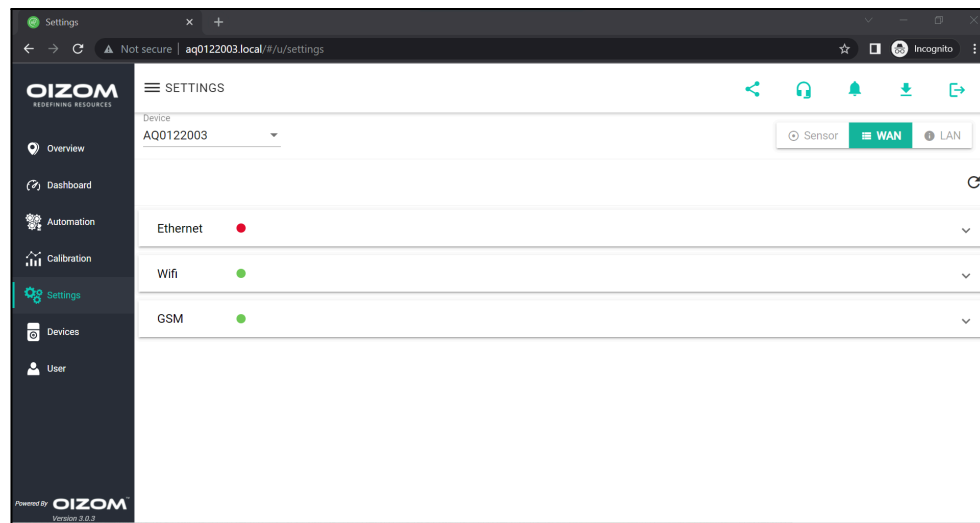 Settings
Not secure | aq0122003.local/#/u/settings
Incognito
OIZOM
REDEFINING RESOURCES
SETTINGS
Device
AQ0122003
Sensor
WAN
LAN
Overview
Dashboard
Automation
Calibration
Settings
Devices
User
Ethernet
Wifi
GSM
Powered By OIZOM™
Version 3.0.3